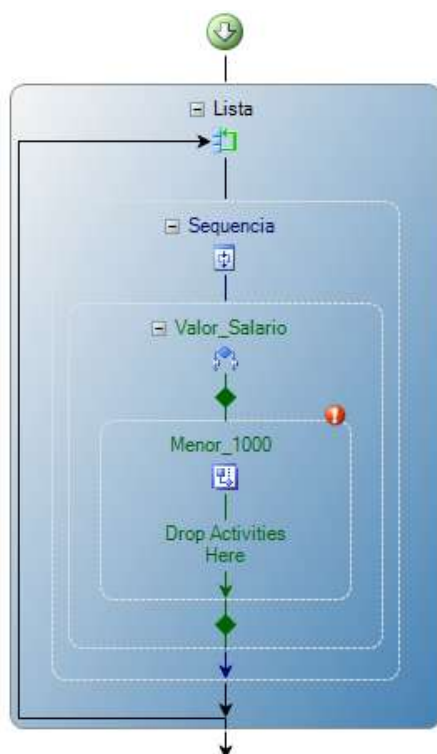 Lista
Sequencia
Valor_Salario
Menor_1000
Drop Activities
Here